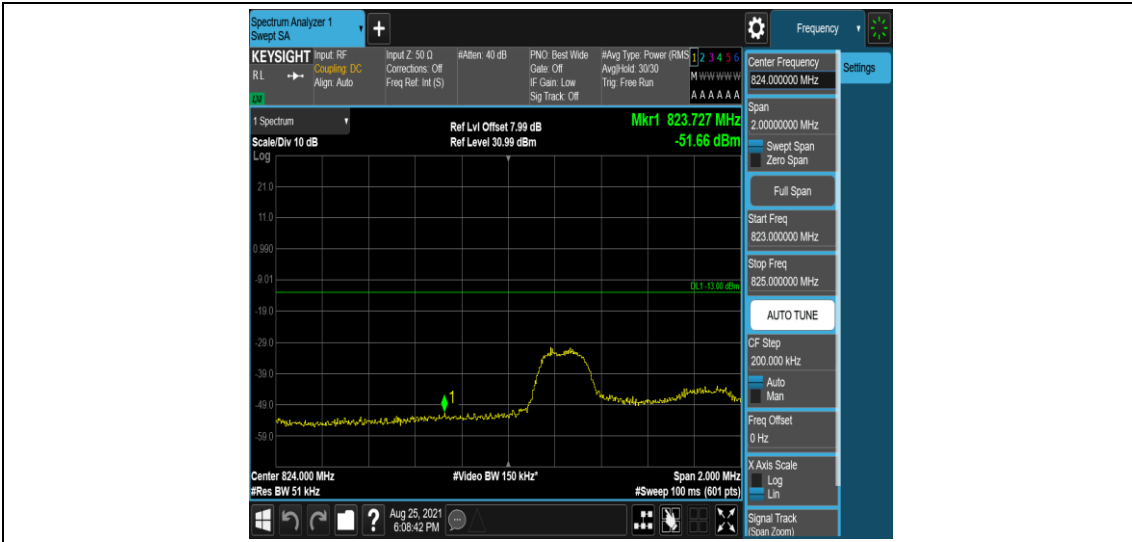 Spectrum Analyzer 1
Swept SA
+
Frequency
KEYSIGHT
RL
LXI
Input: RF
Coupling: DC
Align: Auto
Input Z: 50 Ω
Corrections: Off
Freq Ref: Int (S)
#Atten: 40 dB
PNO: Best Wide
Gate: Off
IF Gain: Low
Sig Track: Off
#Avg Type: Power (RMS
Avg|Hold: 30/30
Trig: Free Run
1 2 3 4 5 6
M W W W W W
A A A A A A
1 Spectrum
Scale/Div 10 dB
Log
Ref Lvl Offset 7.99 dB
Ref Level 30.99 dBm
Mkr1 823.727 MHz
-51.66 dBm
21.0
11.0
0.990
-9.01
DL1 -13.00 dBm
-19.0
-29.0
-39.0
1
-49.0
-59.0
Center 824.000 MHz
#Res BW 51 kHz
#Video BW 150 kHz*
Span 2.000 MHz
#Sweep 100 ms (601 pts)
Center Frequency
824.000000 MHz
Settings
Span
2.00000000 MHz
Swept Span
Zero Span
Full Span
Start Freq
823.000000 MHz
Stop Freq
825.000000 MHz
AUTO TUNE
CF Step
200.000 kHz
Auto
Man
Freq Offset
0 Hz
X Axis Scale
Log
Lin
Signal Track
(Span Zoom)
?
Aug 25, 2021
6:08:42 PM